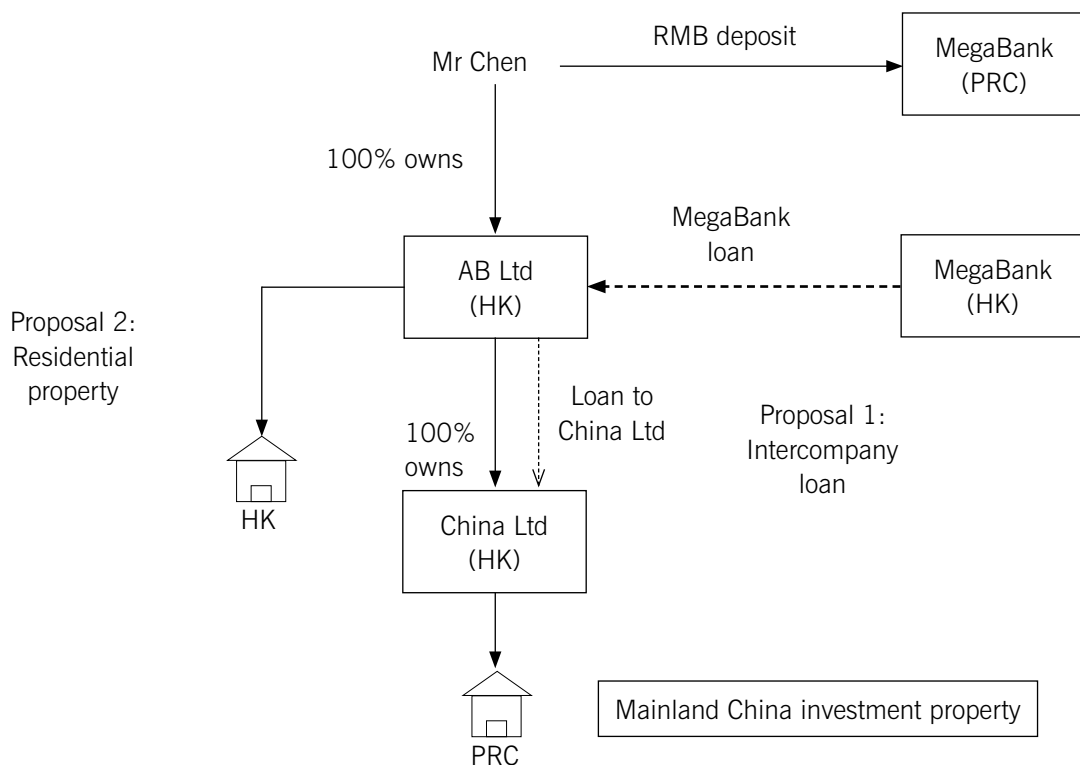 RMB deposit
Mr Chen
MegaBank
(PRC)
100% owns
MegaBank
loan
AB Ltd
(HK)
MegaBank
(HK)
Proposal 2:
Residential
property
Loan to
China Ltd
Proposal 1:
Intercompany
loan
100%
owns
HK
China Ltd
(HK)
Mainland China investment property
PRC